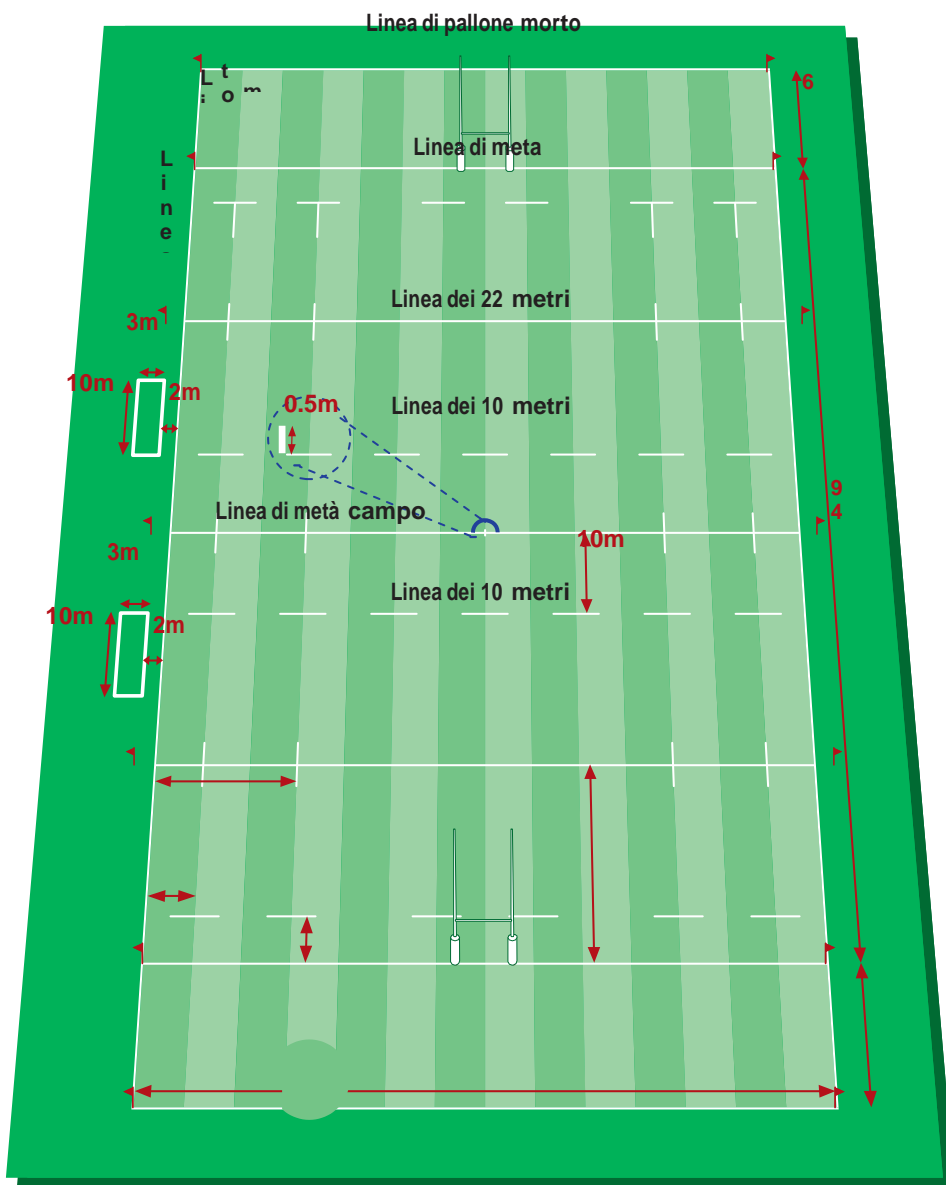 Linea di pallone morto
6
L
i
t
o
m
Linea di meta
L
i
n
e
Linea dei 22 metri
3m
10m
2m
0.5m
Linea dei 10 metri
9
4
Linea di metà campo
10m
3m
Linea dei 10 metri
10m
2m